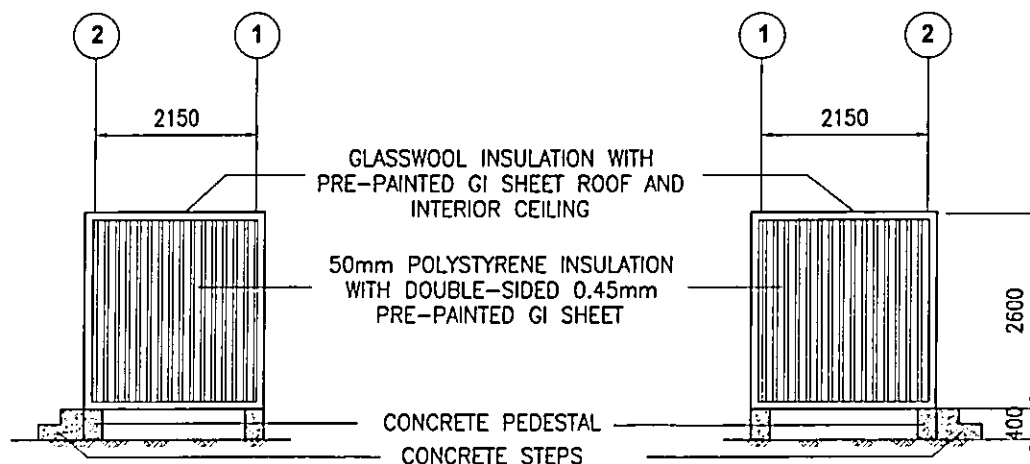 2
1
1
2
2150
2150
GLASSWOOL INSULATION WITH
PRE-PAINTED GI SHEET ROOF AND
INTERIOR CEILING
50mm POLYSTYRENE INSULATION
WITH DOUBLE-SIDED 0.45mm
PRE-PAINTED GI SHEET
2600
CONCRETE PEDESTAL
400
CONCRETE STEPS